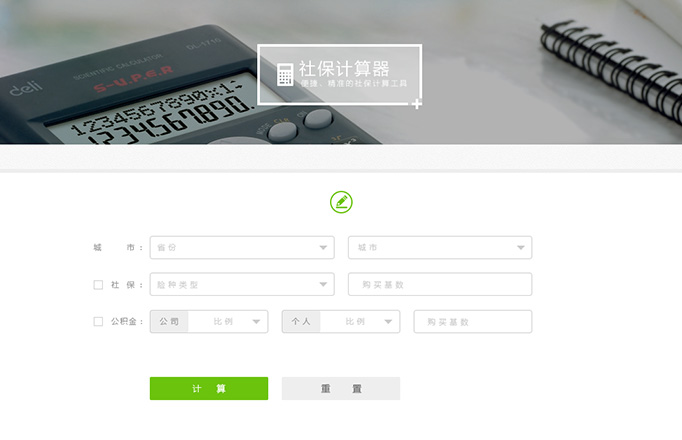 deli
SCIENTIFIC CALCULATOR
DL-1710
S-U.P.E.R
1234567890
1234567890.
社保计算器
便捷、精准的社保计算工具
城 市：
省份
城市
社 保：
险种类型
购买基数
公积金：
公司 比例
个人 比例
购买基数
计 算
重 置